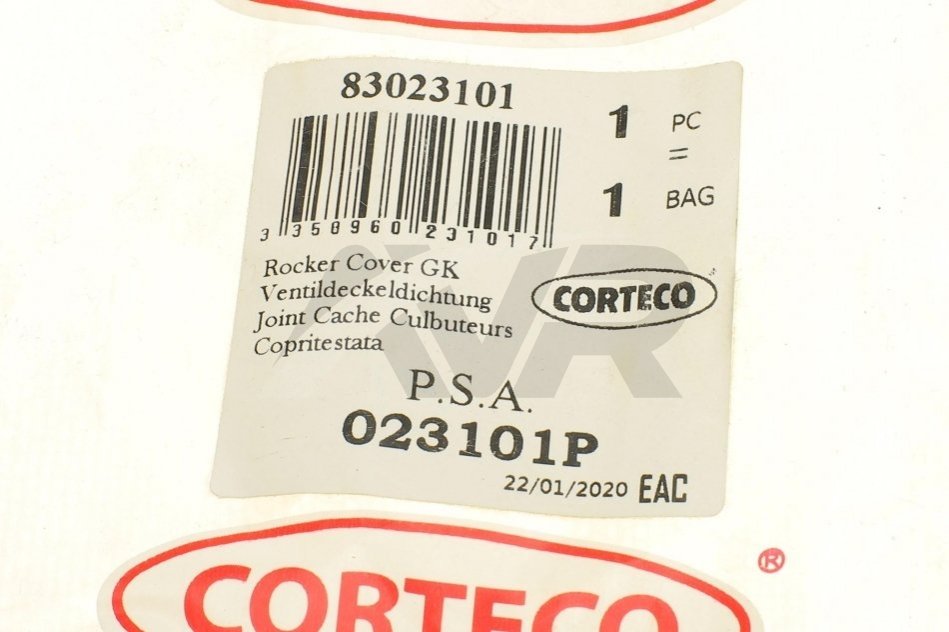 83023101
1 PC
=
1 BAG
3 358960 231017
Rocker Cover GK
Ventildeckeldichtung
Joint Cache Culbuteurs
Copritestata
CORTECO
P.S.A.
023101P
22/01/2020 EAC
CORTECO ®